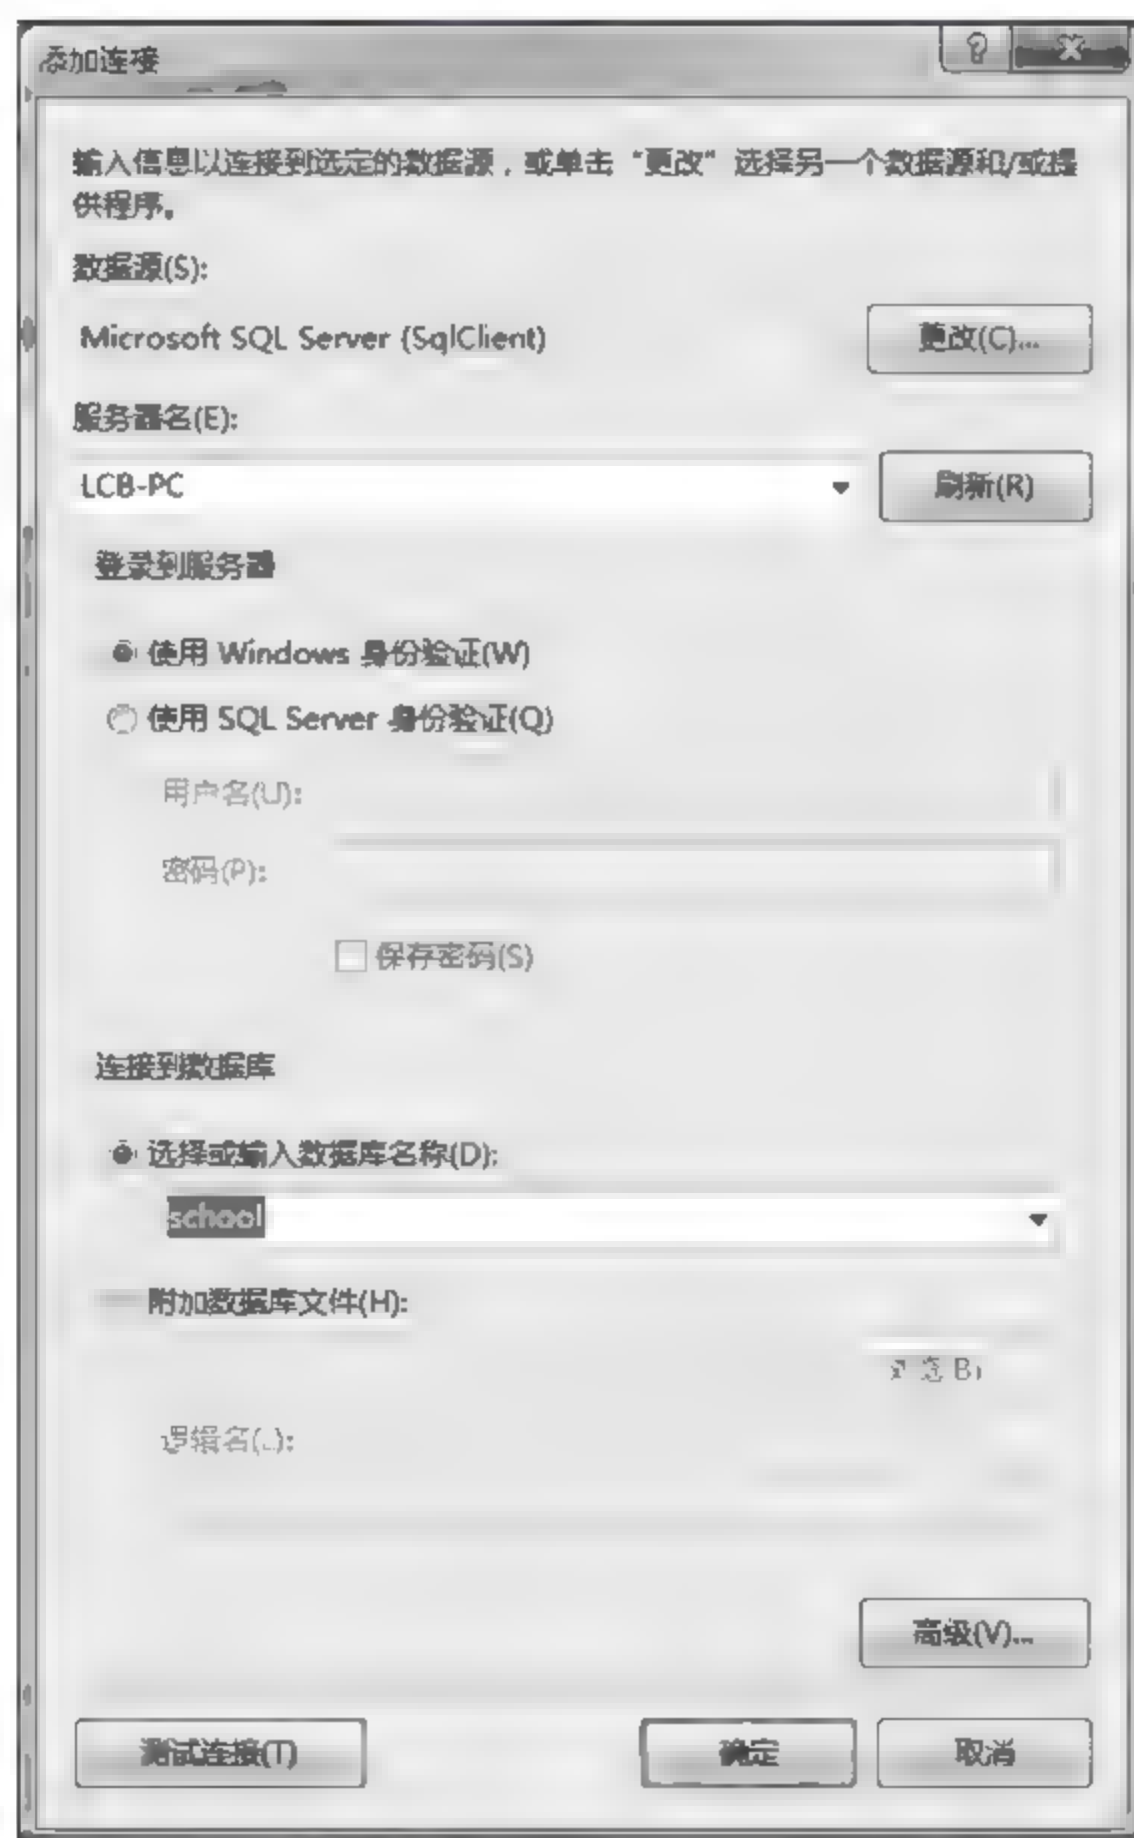 添加连接
输入信息以连接到选定的数据源，或单击“更改”选择另一个数据源和/或提
供程序。
数据源(S):
Microsoft SQL Server (SqlClient)
更改(C)...
服务器名(E):
LCB-PC
刷新(R)
登录到服务器
使用 Windows 身份验证(W)
使用 SQL Server 身份验证(Q)
用户名(U):
密码(P):
保存密码(S)
连接到数据库
选择或输入数据库名称(D):
school
附加数据库文件(H):
逻辑名(L):
高级(V)...
测试连接(T)
确定
取消